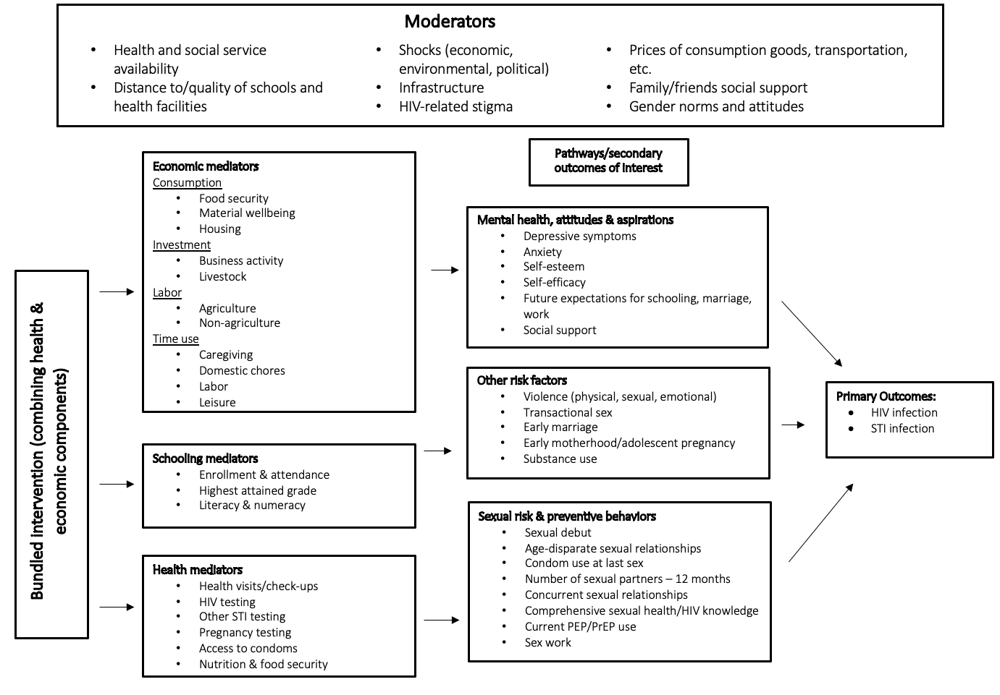 Moderators
• Health and social service
availability
• Distance to/quality of schools and
health facilities
• Shocks (economic,
environmental, political)
• Infrastructure
• HIV-related stigma
• Prices of consumption goods, transportation,
etc.
• Family/friends social support
• Gender norms and attitudes
Bundled intervention (combining health &
economic components)
Economic mediators
Consumption
• Food security
• Material wellbeing
• Housing
Investment
• Business activity
• Livestock
Labor
• Agriculture
• Non-agriculture
Time use
• Caregiving
• Domestic chores
• Labor
• Leisure
Schooling mediators
• Enrollment & attendance
• Highest attained grade
• Literacy & numeracy
Health mediators
• Health visits/check-ups
• HIV testing
• Other STI testing
• Pregnancy testing
• Access to condoms
• Nutrition & food security
Pathways/secondary
outcomes of interest
Mental health, attitudes & aspirations
• Depressive symptoms
• Anxiety
• Self-esteem
• Self-efficacy
• Future expectations for schooling, marriage,
work
• Social support
Other risk factors
• Violence (physical, sexual, emotional)
• Transactional sex
• Early marriage
• Early motherhood/adolescent pregnancy
• Substance use
Sexual risk & preventive behaviors
• Sexual debut
• Age-disparate sexual relationships
• Condom use at last sex
• Number of sexual partners – 12 months
• Concurrent sexual relationships
• Comprehensive sexual health/HIV knowledge
• Current PEP/PrEP use
• Sex work
Primary Outcomes:
• HIV infection
• STI infection